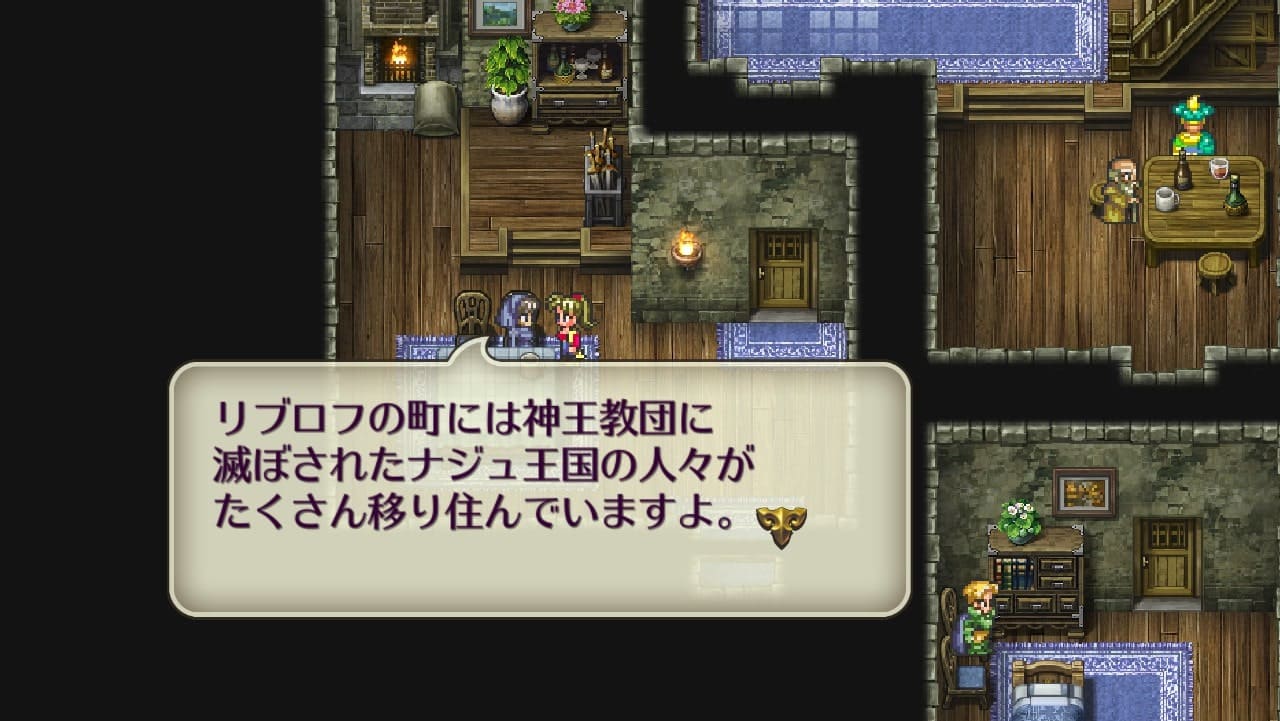 リブロフの町には神王教団に
滅ぼされたナジュ王国の人々が
たくさん移り住んでいますよ。